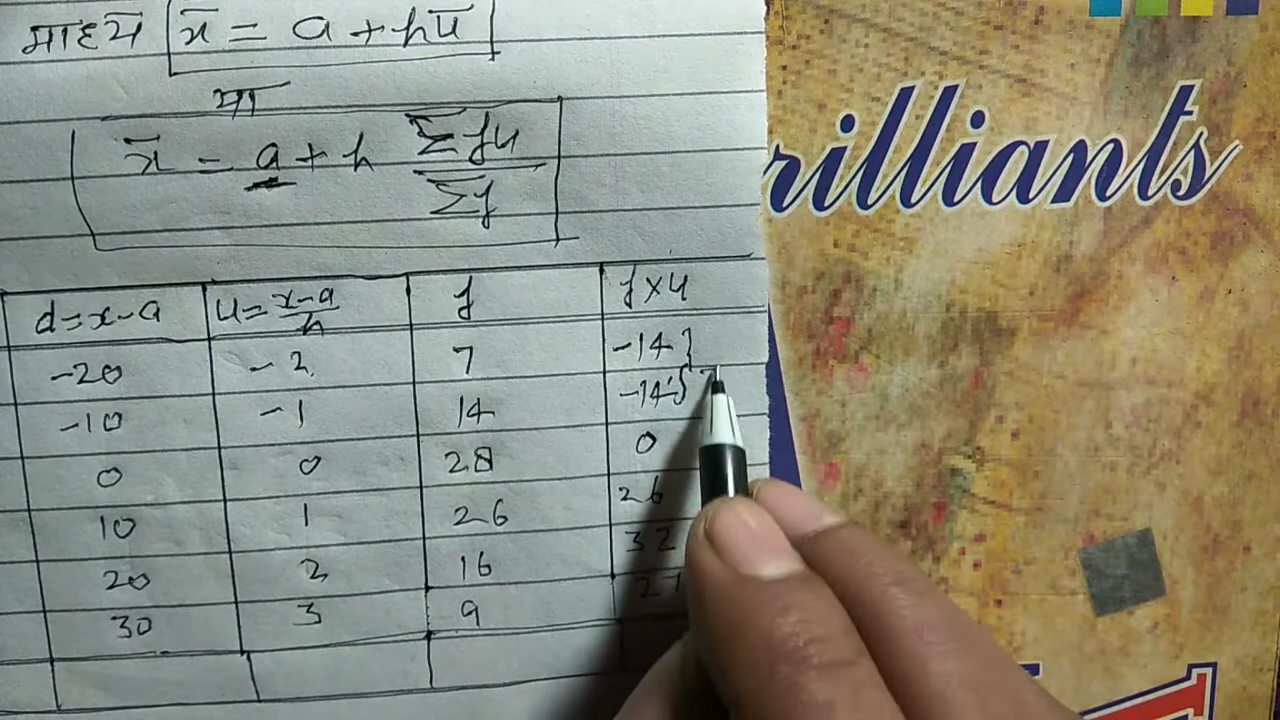 माध्य x̄ = a + hū
या
x̄ = a + h Σfu / Σf
d=x-a u=x-a/h f f×u
-20 -2 7 -14
-10 -1 14 -14
0 0 28 0
10 1 26 26
20 2 16 32
30 3 9 27
rilliants